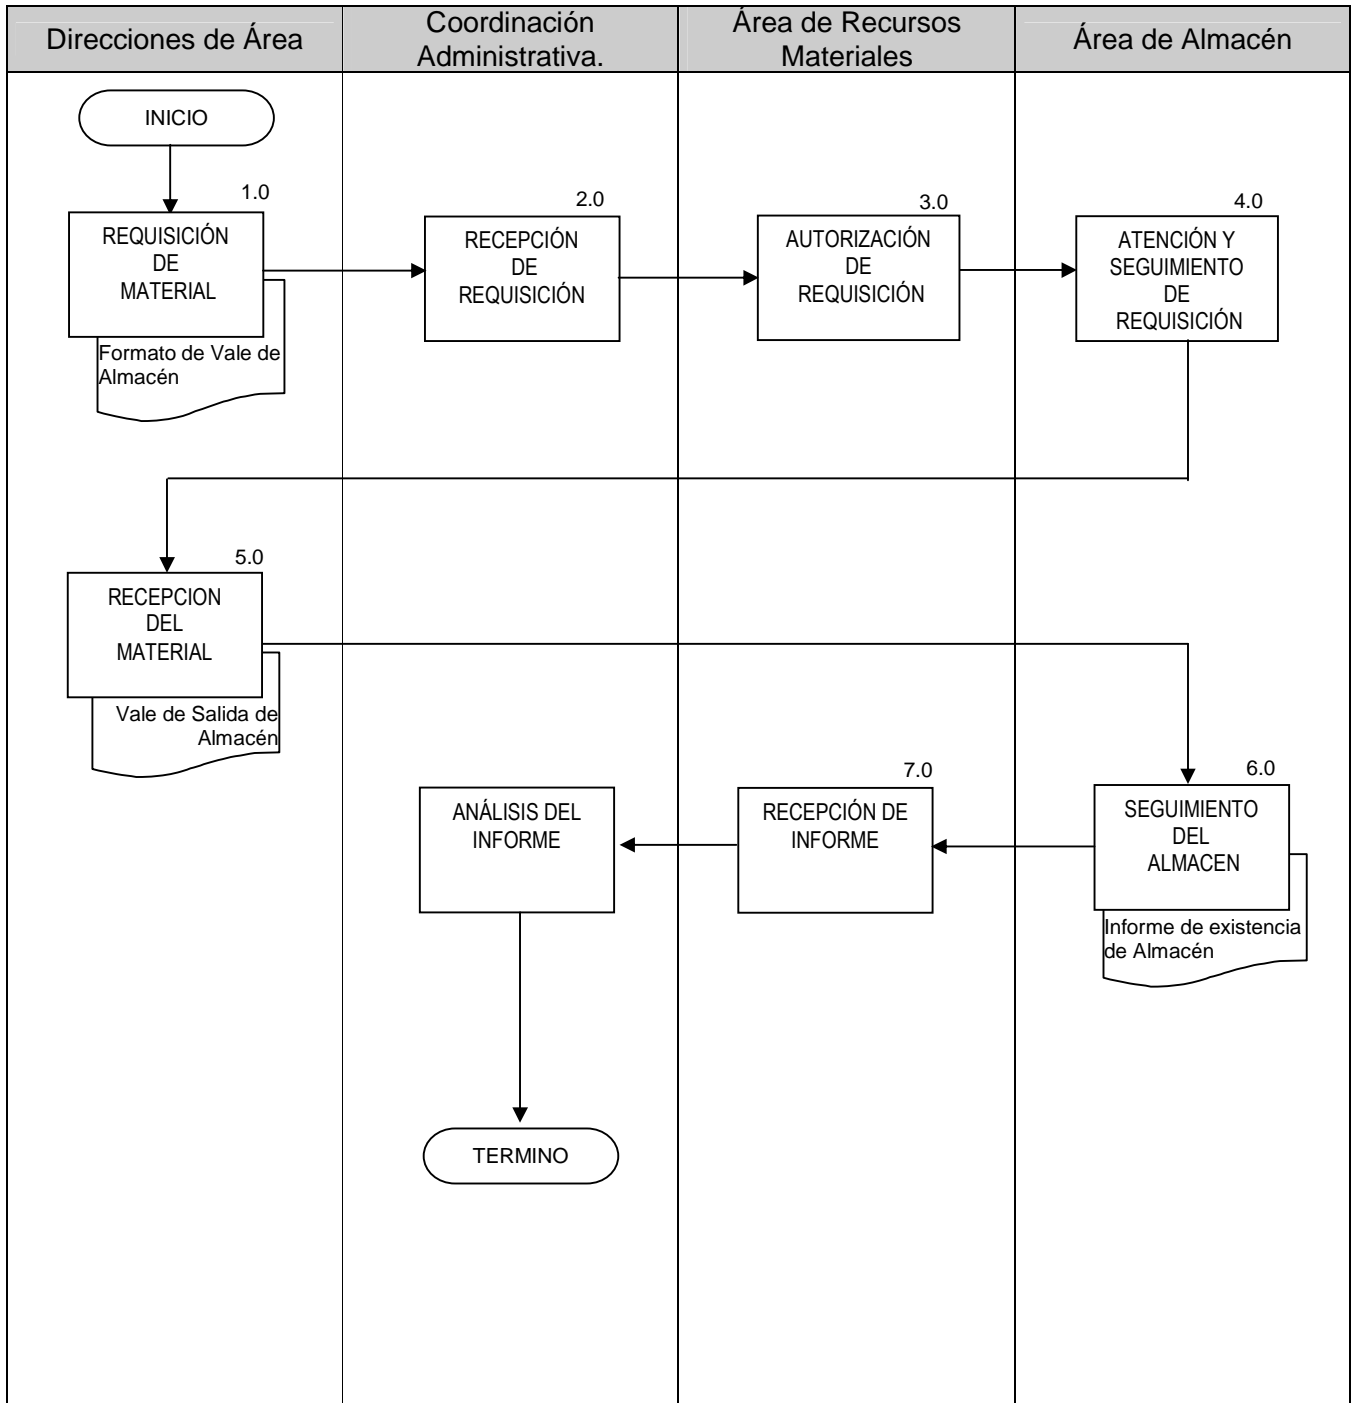 Direcciones de Área
Coordinación
Administrativa.
Área de Recursos
Materiales
Área de Almacén
INICIO
1.0
REQUISICIÓN
DE
MATERIAL
Formato de Vale de
Almacén
2.0
RECEPCIÓN
DE
REQUISICIÓN
3.0
AUTORIZACIÓN
DE
REQUISICIÓN
4.0
ATENCIÓN Y
SEGUIMIENTO
DE
REQUISICIÓN
5.0
RECEPCION
DEL
MATERIAL
Vale de Salida de
Almacén
6.0
SEGUIMIENTO
DEL
ALMACEN
Informe de existencia
de Almacén
7.0
RECEPCIÓN DE
INFORME
ANÁLISIS DEL
INFORME
TERMINO